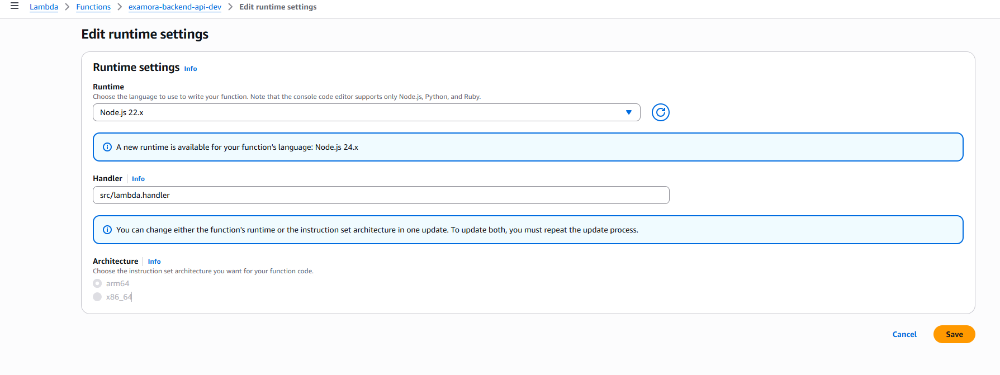 Lambda > Functions > examora-backend-api-dev > Edit runtime settings
Edit runtime settings
Runtime settings Info
Runtime
Choose the language to use to write your function. Note that the console code editor supports only Node.js, Python, and Ruby.
Node.js 22.x
A new runtime is available for your function's language: Node.js 24.x
Handler Info
src/lambda.handler
You can change either the function's runtime or the instruction set architecture in one update. To update both, you must repeat the update process.
Architecture Info
Choose the instruction set architecture you want for your function code.
arm64
x86_64
Cancel Save